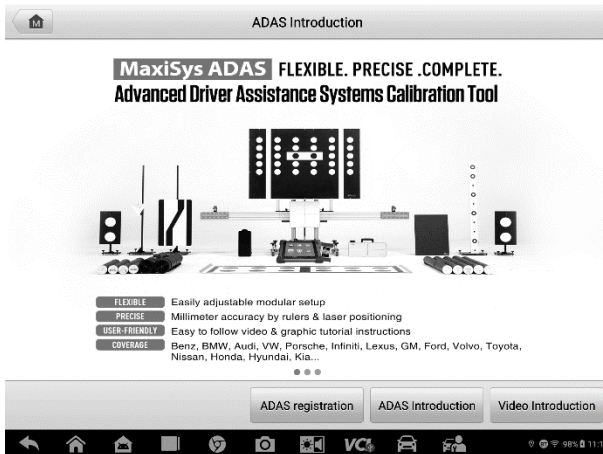 M
ADAS Introduction
MaxiSys ADAS FLEXIBLE. PRECISE .COMPLETE.
Advanced Driver Assistance Systems Calibration Tool
FLEXIBLE Easily adjustable modular setup
PRECISE Millimeter accuracy by rulers & laser positioning
USER-FRIENDLY Easy to follow video & graphic tutorial instructions
COVERAGE Benz, BMW, Audi, VW, Porsche, Infiniti, Lexus, GM, Ford, Volvo, Toyota,
Nissan, Honda, Hyundai, Kia...
ADAS registration ADAS Introduction Video Introduction
VCI 98%